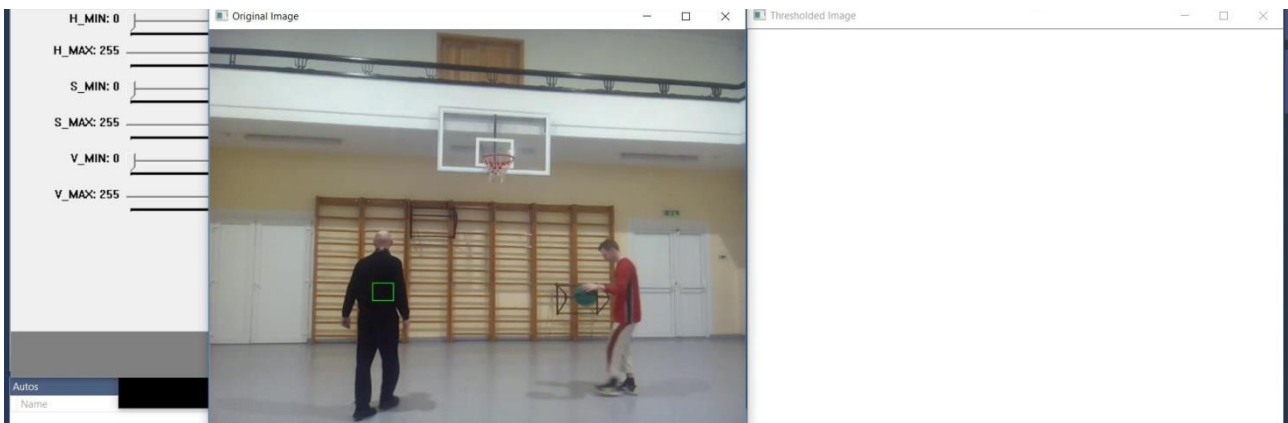 H_MIN: 0
H_MAX: 255
S_MIN: 0
S_MAX: 255
V_MIN: 0
V_MAX: 255
Autos
Name
Original Image
Thresholded Image